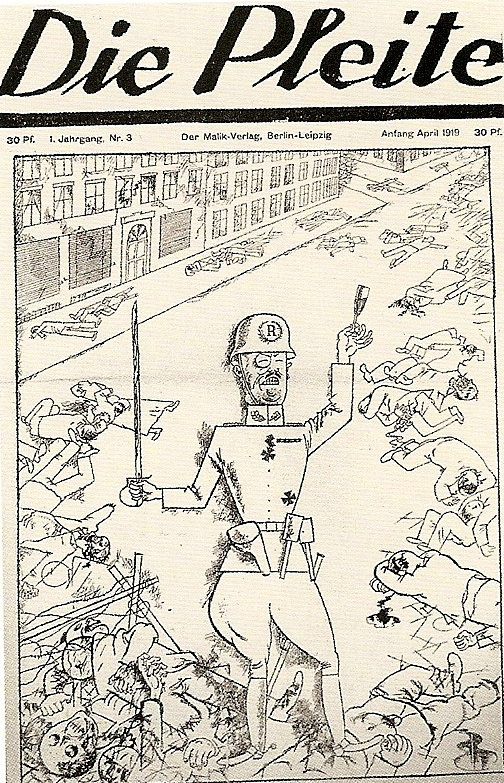 Die Pleite
30 Pf. 1. Jahrgang, Nr. 3 Der Malik-Verlag, Berlin-Leipzig Anfang April 1919 30 Pf.
R